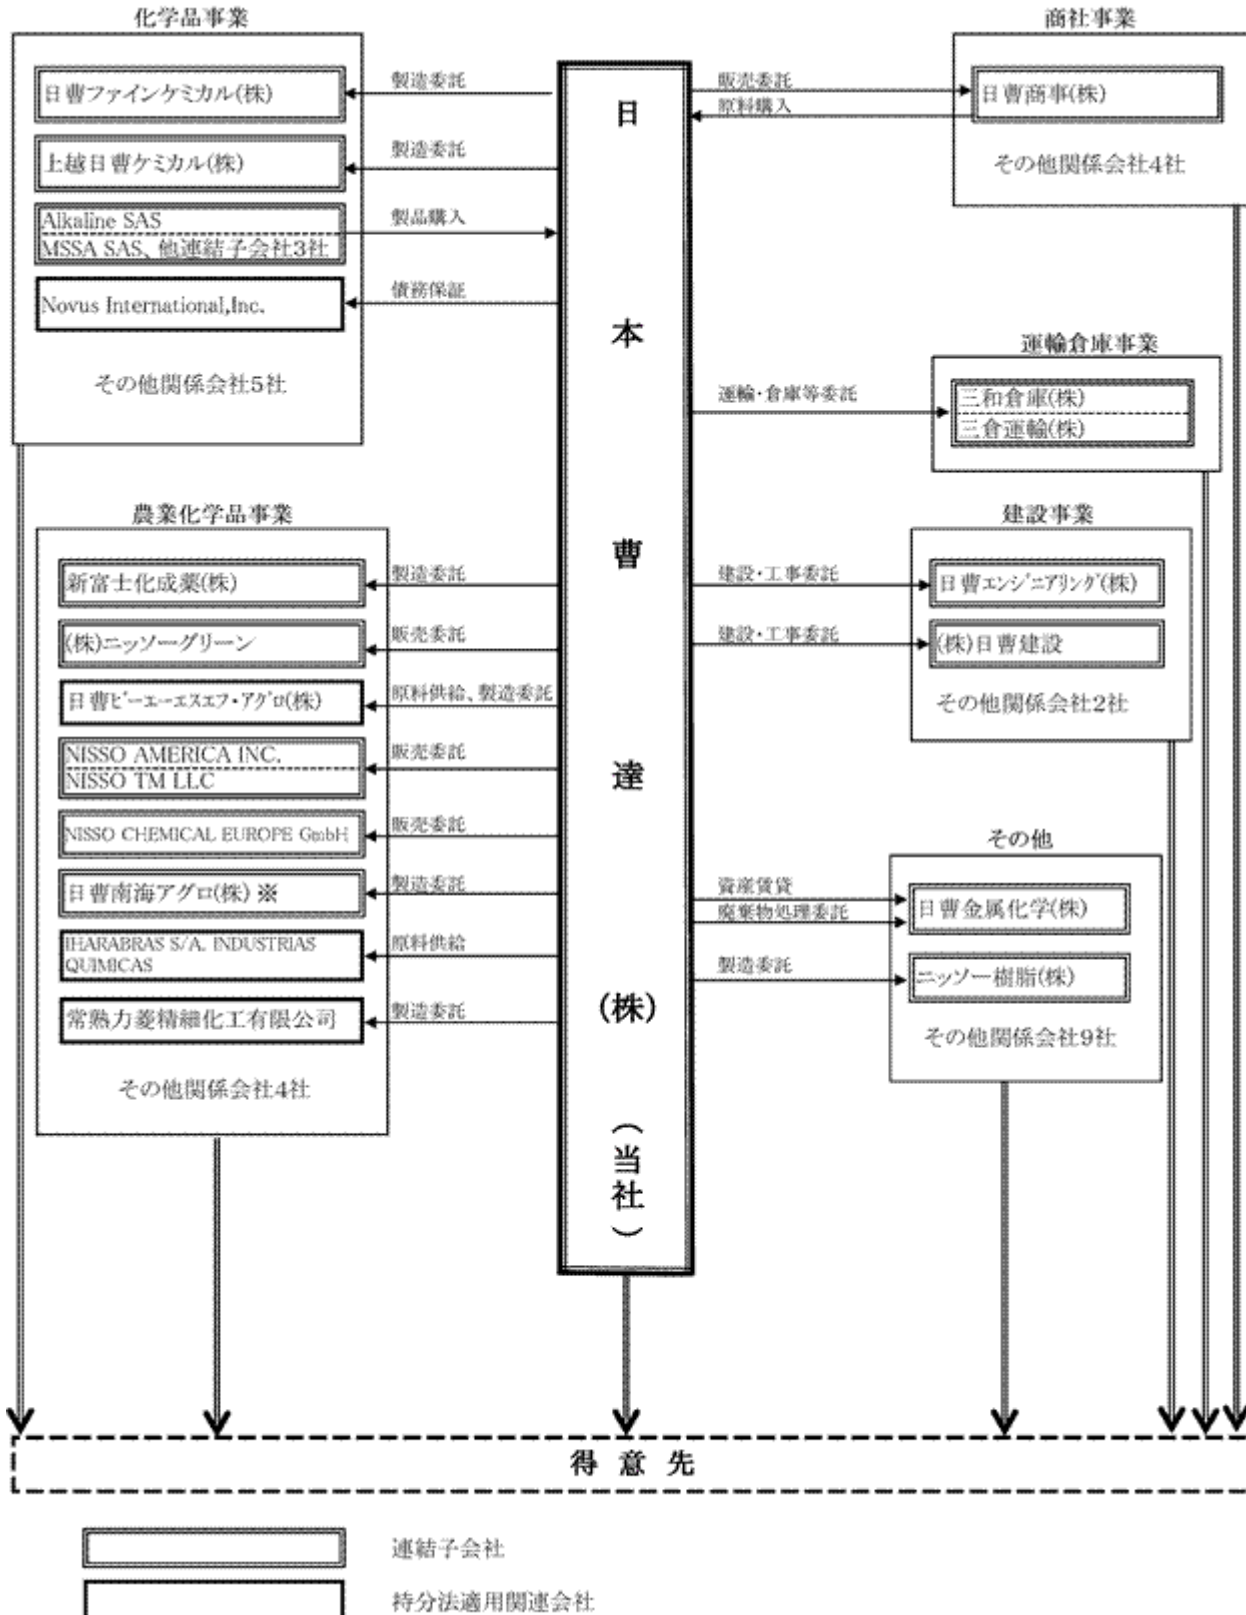 化学品事業
日曹ファインケミカル(株)
製造委託
上越日曹ケミカル(株)
製造委託
Alkaline SAS
MSSA SAS、他連結子会社3社
製品購入
Novus International,Inc.
債務保証
その他関係会社5社
農業化学品事業
新富士化成薬(株)
製造委託
(株)ニッソーグリーン
販売委託
日曹ビーエーエスエフ・アグロ(株)
原料供給、製造委託
NISSO AMERICA INC.
NISSO TM LLC
販売委託
NISSO CHEMICAL EUROPE GmbH
販売委託
日曹南海アグロ(株) ※
製造委託
IHARABRAS S/A. INDUSTRIAS
QUIMICAS
原料供給
常熟力菱精細化工有限公司
製造委託
その他関係会社4社
日本曹達(株)(当社)
商社事業
販売委託
原料購入
日曹商事(株)
その他関係会社4社
運輸倉庫事業
運輸・倉庫等委託
三和倉庫(株)
三倉運輸(株)
建設事業
建設・工事委託
日曹エンジニアリング(株)
建設・工事委託
(株)日曹建設
その他関係会社2社
その他
資産賃貸
廃棄物処理委託
日曹金属化学(株)
製造委託
ニッソー樹脂(株)
その他関係会社9社
得意先
連結子会社
持分法適用関連会社